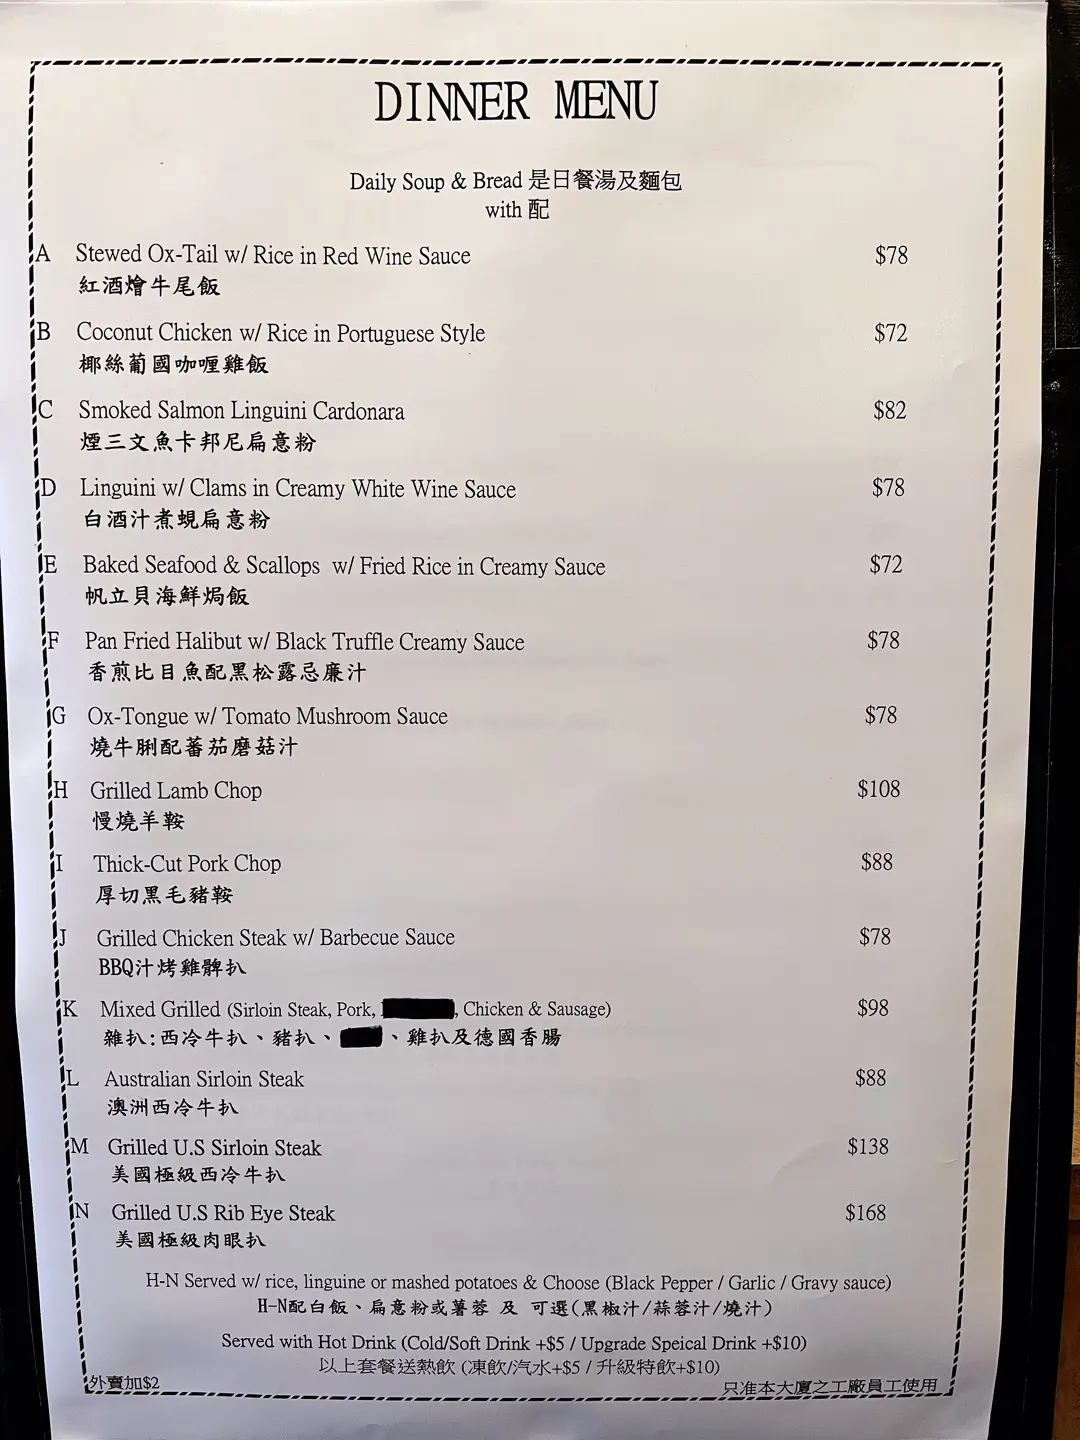 DINNER MENU
Daily Soup & Bread 是日餐湯及麵包
with 配
A Stewed Ox-Tail w/ Rice in Red Wine Sauce $78
紅酒燴牛尾飯
B Coconut Chicken w/ Rice in Portuguese Style $72
椰絲葡國咖喱雞飯
C Smoked Salmon Linguini Cardonara $82
煙三文魚卡邦尼扁意粉
D Linguini w/ Clams in Creamy White Wine Sauce $78
白酒汁煮蜆扁意粉
E Baked Seafood & Scallops w/ Fried Rice in Creamy Sauce $72
帆立貝海鮮焗飯
F Pan Fried Halibut w/ Black Truffle Creamy Sauce $78
香煎比目魚配黑松露忌廉汁
G Ox-Tongue w/ Tomato Mushroom Sauce $78
燒牛脷配蕃茄磨菇汁
H Grilled Lamb Chop $108
慢燒羊鞍
I Thick-Cut Pork Chop $88
厚切黑毛豬鞍
J Grilled Chicken Steak w/ Barbecue Sauce $78
BBQ汁烤雞髀扒
K Mixed Grilled (Sirloin Steak, Pork, , Chicken & Sausage) $98
雜扒:西冷牛扒、豬扒、、雞扒及德國香腸
L Australian Sirloin Steak $88
澳洲西冷牛扒
M Grilled U.S Sirloin Steak $138
美國極級西冷牛扒
N Grilled U.S Rib Eye Steak $168
美國極級肉眼扒
H-N Served w/ rice, linguine or mashed potatoes & Choose (Black Pepper / Garlic / Gravy sauce)
H-N配白飯、扁意粉或薯蓉 及 可選(黑椒汁/蒜蓉汁/燒汁)
Served with Hot Drink (Cold/Soft Drink +$5 / Upgrade Speical Drink +$10)
以上套餐送熱飲 (凍飲/汽水+$5 / 升級特飲+$10)
外賣加$2 只准本大廈之工廠員工使用